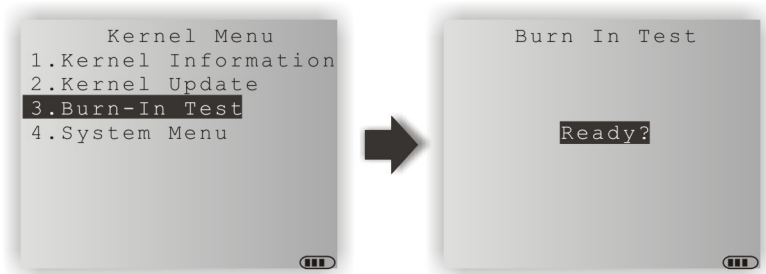 Kernel Menu
1.Kernel Information
2.Kernel Update
3.Burn-In Test
4.System Menu
Burn In Test
Ready?